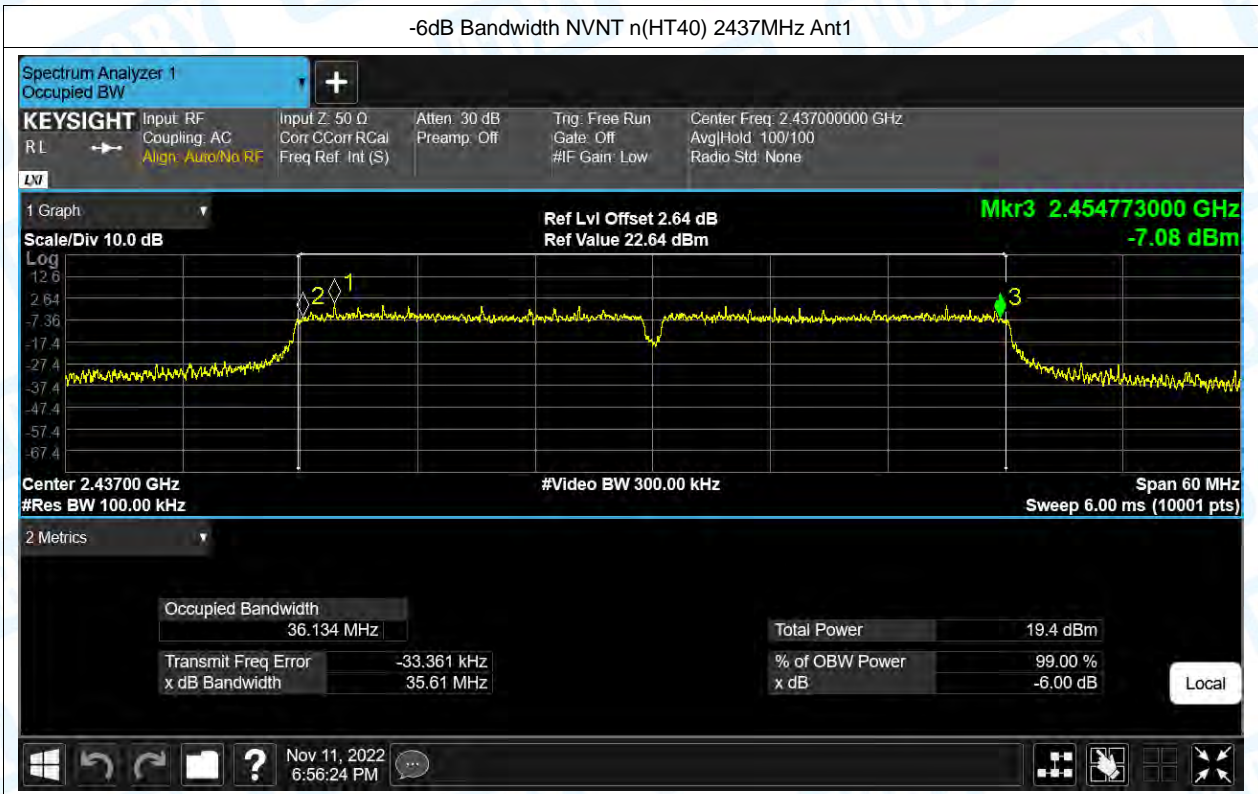 -6dB Bandwidth NVNT n(HT40) 2437MHz Ant1
Spectrum Analyzer 1
Occupied BW
+
KEYSIGHT Input: RF Input Z: 50 Ω Atten: 30 dB Trig: Free Run Center Freq: 2.437000000 GHz
RL Coupling: AC Corr CCorr RCal Preamp: Off Gate: Off Avg|Hold: 100/100
Align: Auto/No RF Freq Ref: Int (S) #IF Gain: Low Radio Std: None
LXI
1 Graph Ref Lvl Offset 2.64 dB Mkr3 2.454773000 GHz
Scale/Div 10.0 dB Ref Value 22.64 dBm -7.08 dBm
Log
12.6
2.64
-7.36
-17.4
-27.4
-37.4
-47.4
-57.4
-67.4
2 1 3
Center 2.43700 GHz #Video BW 300.00 kHz Span 60 MHz
#Res BW 100.00 kHz Sweep 6.00 ms (10001 pts)
2 Metrics
Occupied Bandwidth
36.134 MHz Total Power 19.4 dBm
Transmit Freq Error -33.361 kHz % of OBW Power 99.00 %
x dB Bandwidth 35.61 MHz x dB -6.00 dB
Local
? Nov 11, 2022
6:56:24 PM